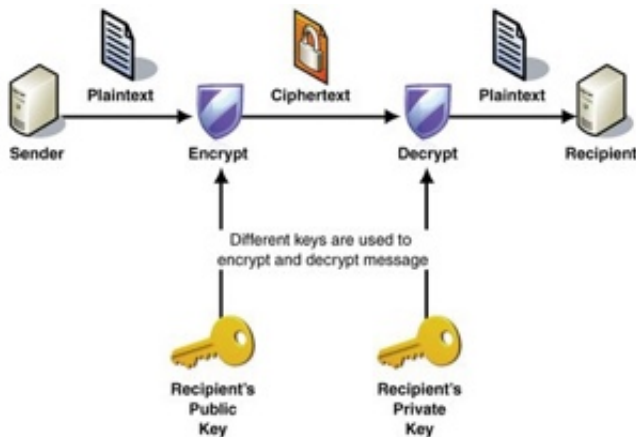 Plaintext
Ciphertext
Plaintext
Sender
Encrypt
Decrypt
Recipient
Different keys are used to
encrypt and decrypt message
Recipient's
Public
Key
Recipient's
Private
Key